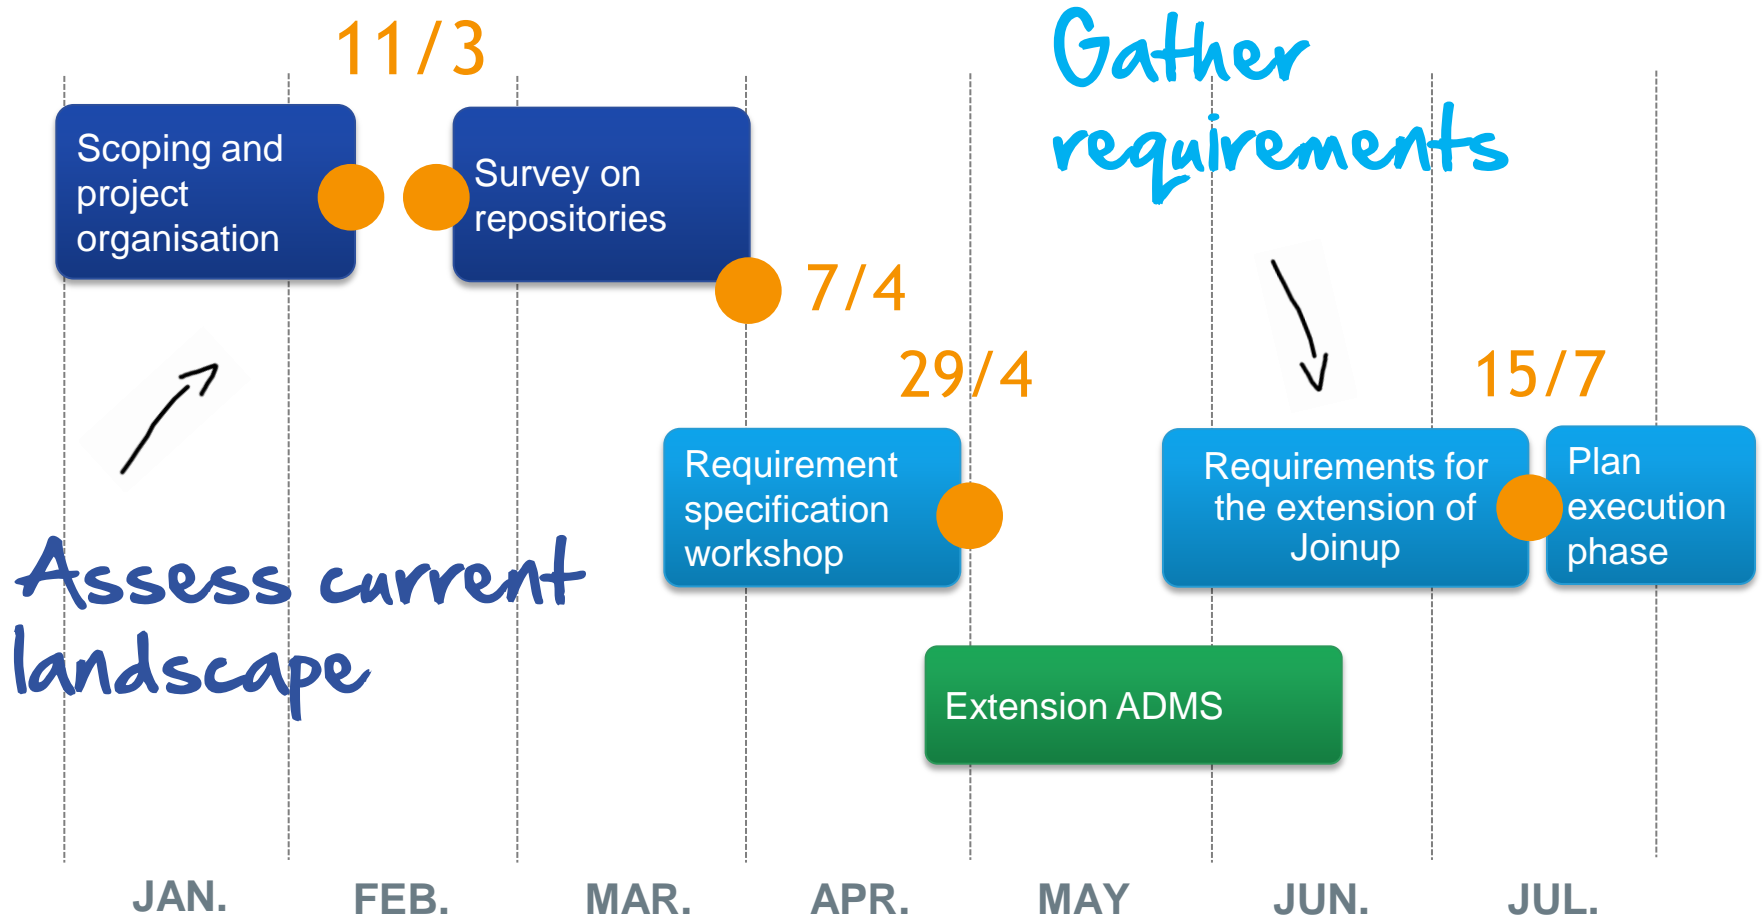 11/3
Gather
requirements
Scoping and
project
organisation
Survey on
repositories
7/4
29/4
15/7
Requirement
specification
workshop
Requirements for
the extension of
Joinup
Plan
execution
phase
Assess current
landscape
Extension ADMS
JAN.
FEB.
MAR.
APR.
MAY
JUN.
JUL.